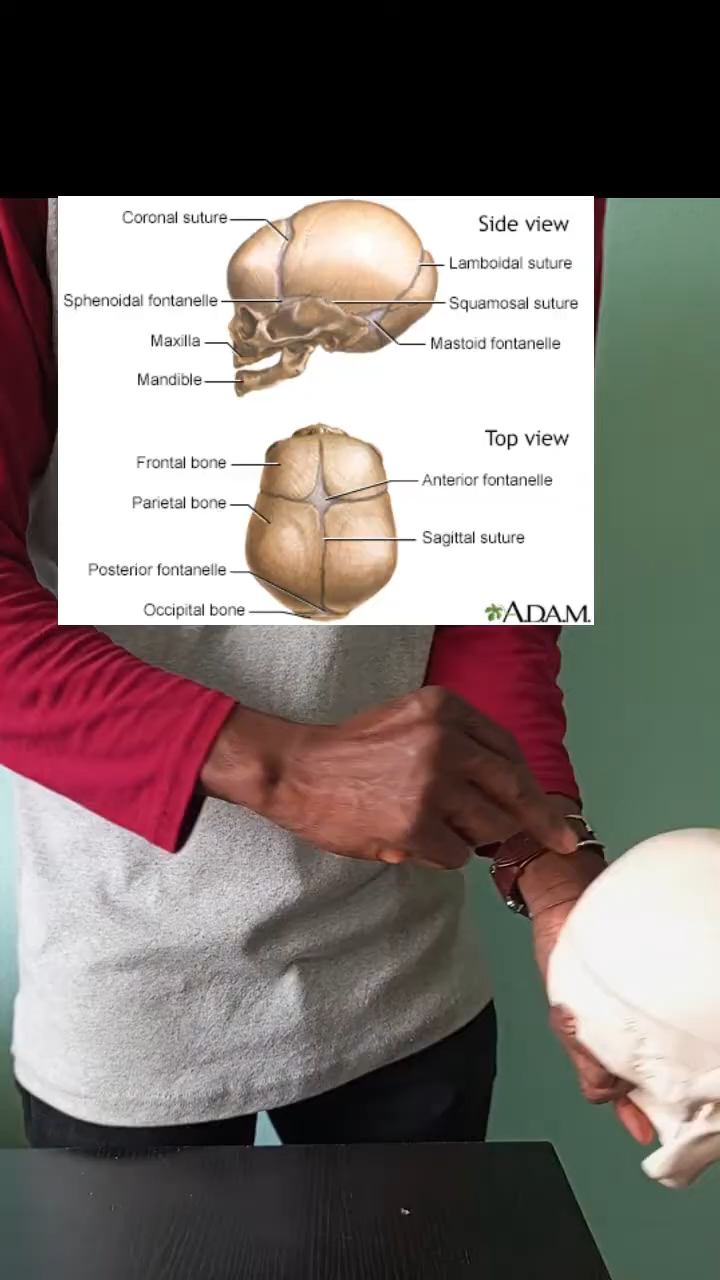 Side view
Coronal suture
Lamboidal suture
Sphenoidal fontanelle
Squamosal suture
Maxilla
Mastoid fontanelle
Mandible
Top view
Frontal bone
Anterior fontanelle
Parietal bone
Sagittal suture
Posterior fontanelle
Occipital bone
A.D.A.M.